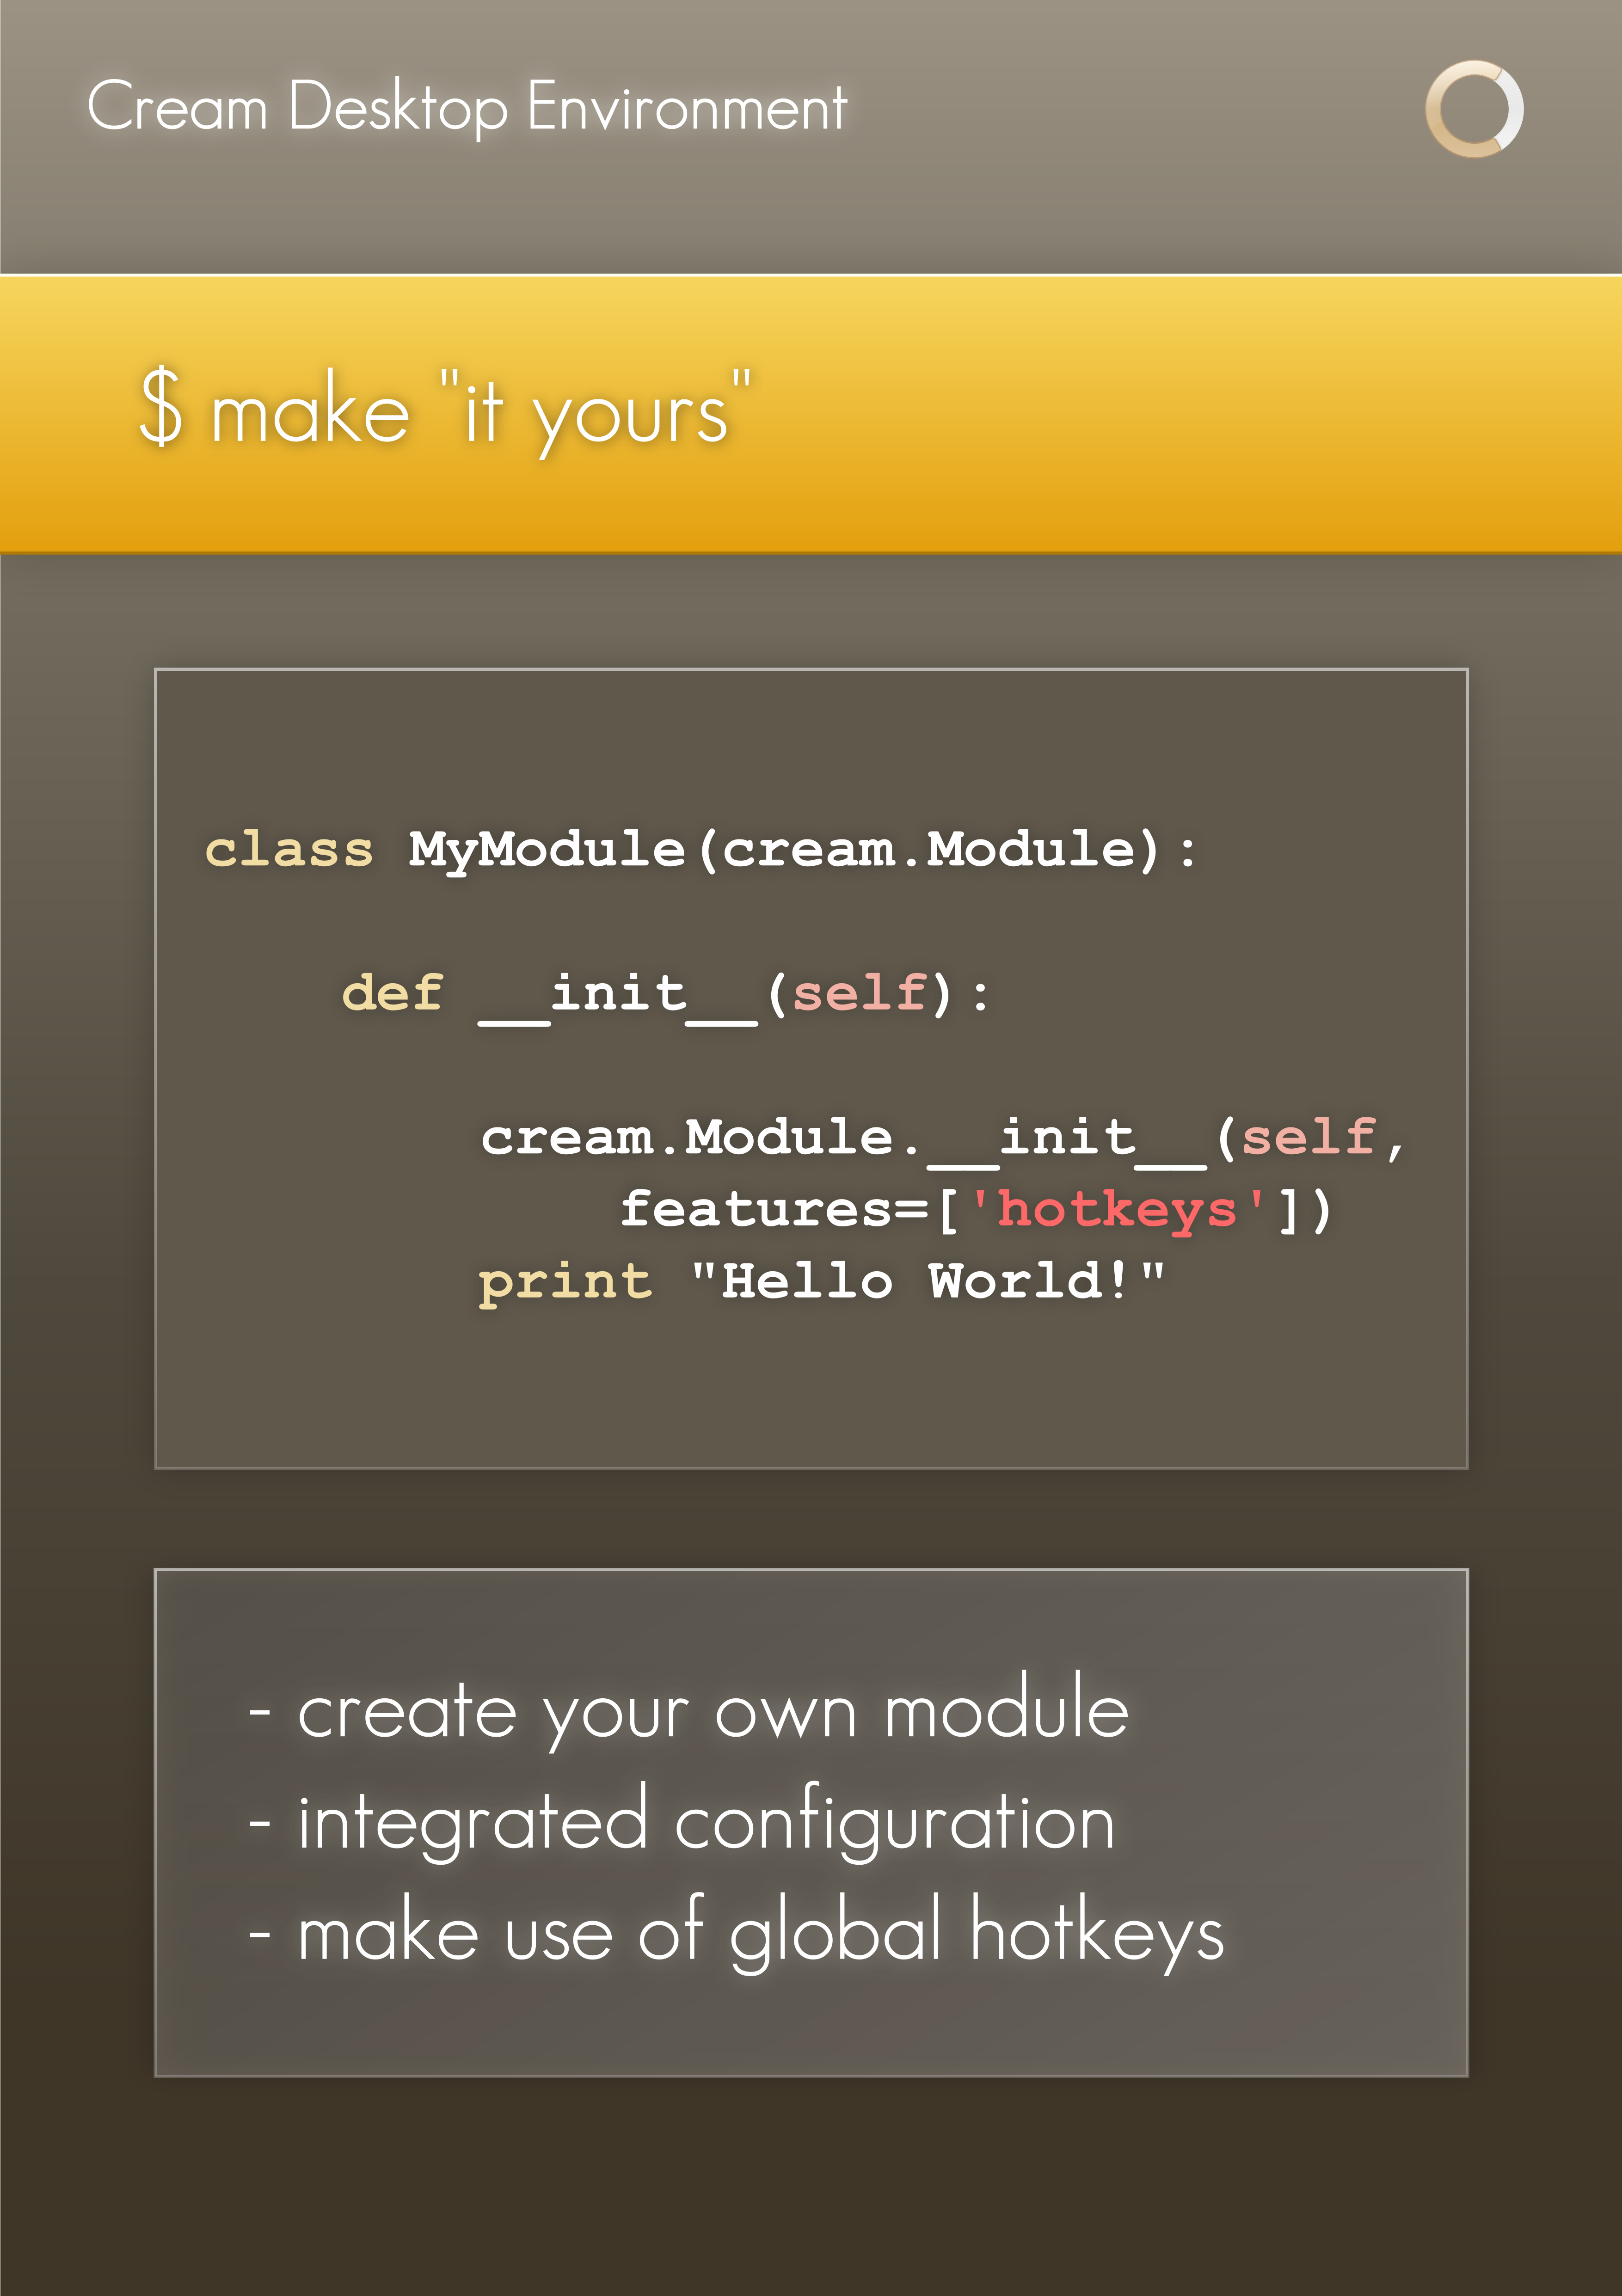 Cream Desktop Environment
$ make "it yours"
class MyModule(cream.Module):
    def __init__(self):
        cream.Module.__init__(self,
            features=['hotkeys'])
        print "Hello World!"
- create your own module
- integrated configuration
- make use of global hotkeys